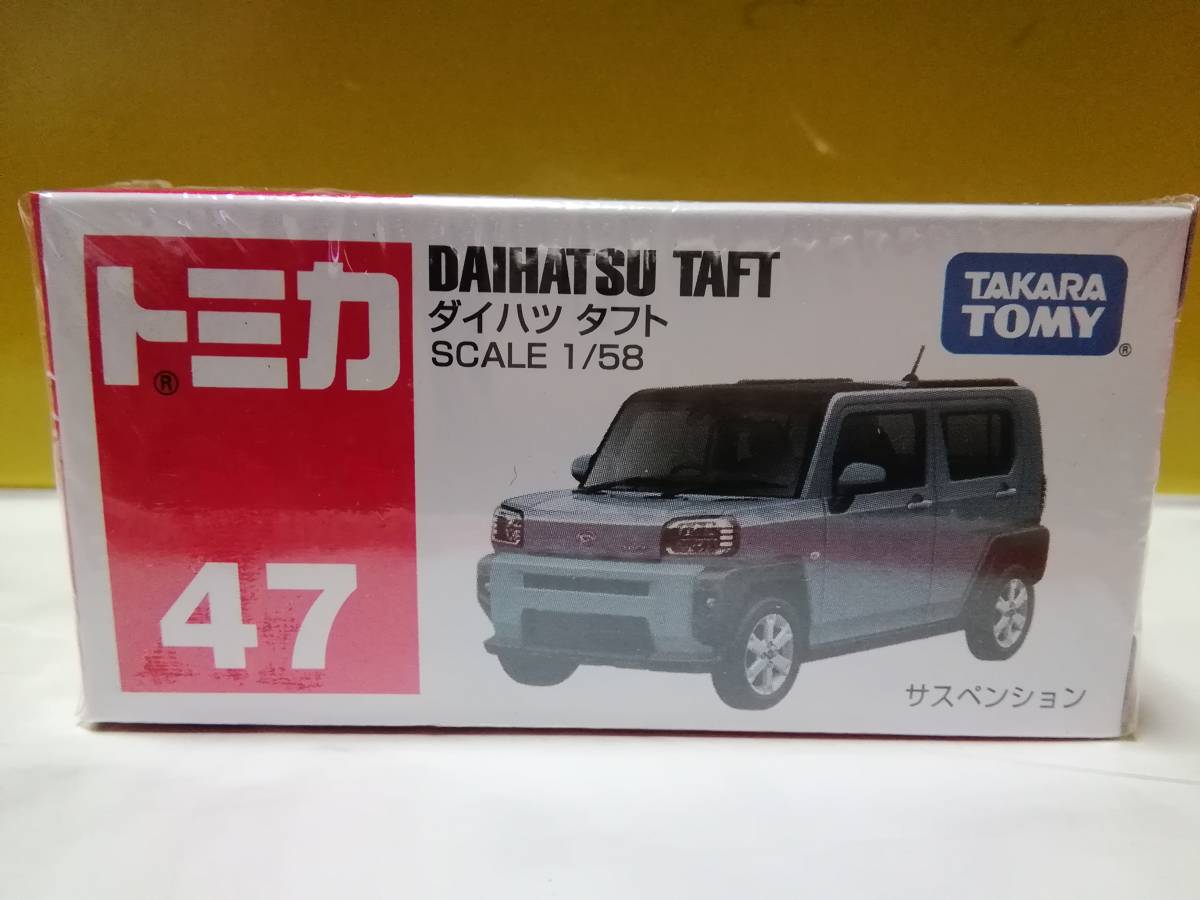 トミカ®
47
DAIHATSU TAFT
ダイハツ タフト
SCALE 1/58
TAKARA
TOMY®
サスペンション